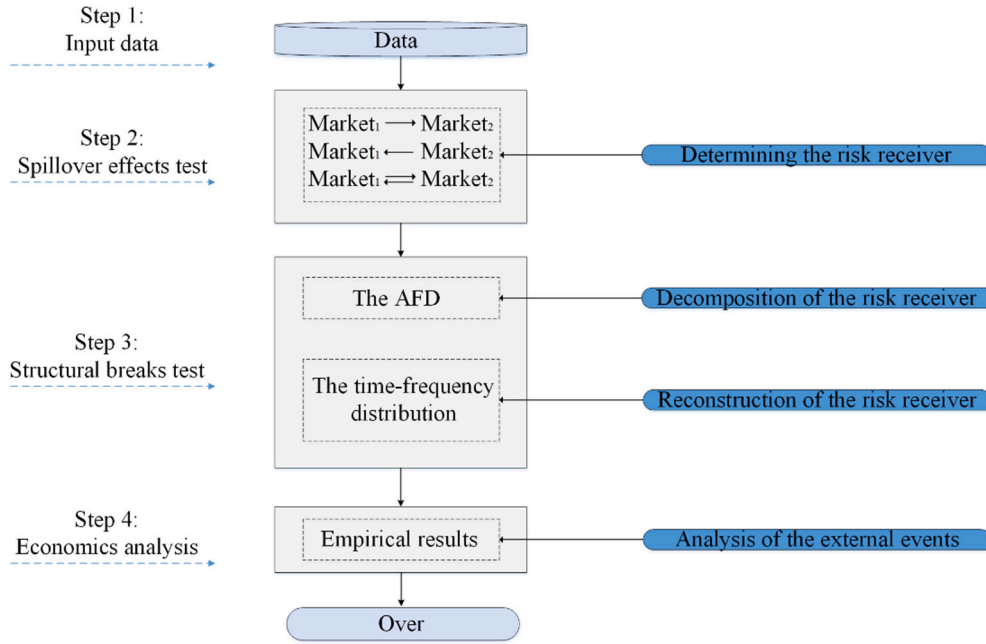 Step 1:
Input data
Data
Step 2:
Spillover effects test
Market₁ Market₂
Market₁ Market₂
Market₁ Market₂
Determining the risk receiver
Step 3:
Structural breaks test
The AFD
Decomposition of the risk receiver
The time-frequency
distribution
Reconstruction of the risk receiver
Step 4:
Economics analysis
Empirical results
Analysis of the external events
Over